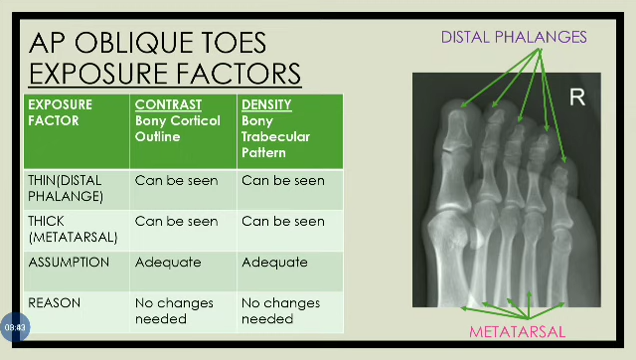 AP OBLIQUE TOES
EXPOSURE FACTORS
DISTAL PHALANGES
EXPOSURE FACTOR
CONTRAST
Bony Corticol
Outline
DENSITY
Bony
Trabecular
Pattern
THIN(DISTAL
PHALANGE)
Can be seen
Can be seen
THICK
(METATARSAL)
Can be seen
Can be seen
ASSUMPTION
Adequate
Adequate
REASON
No changes
needed
No changes
needed
R
METATARSAL